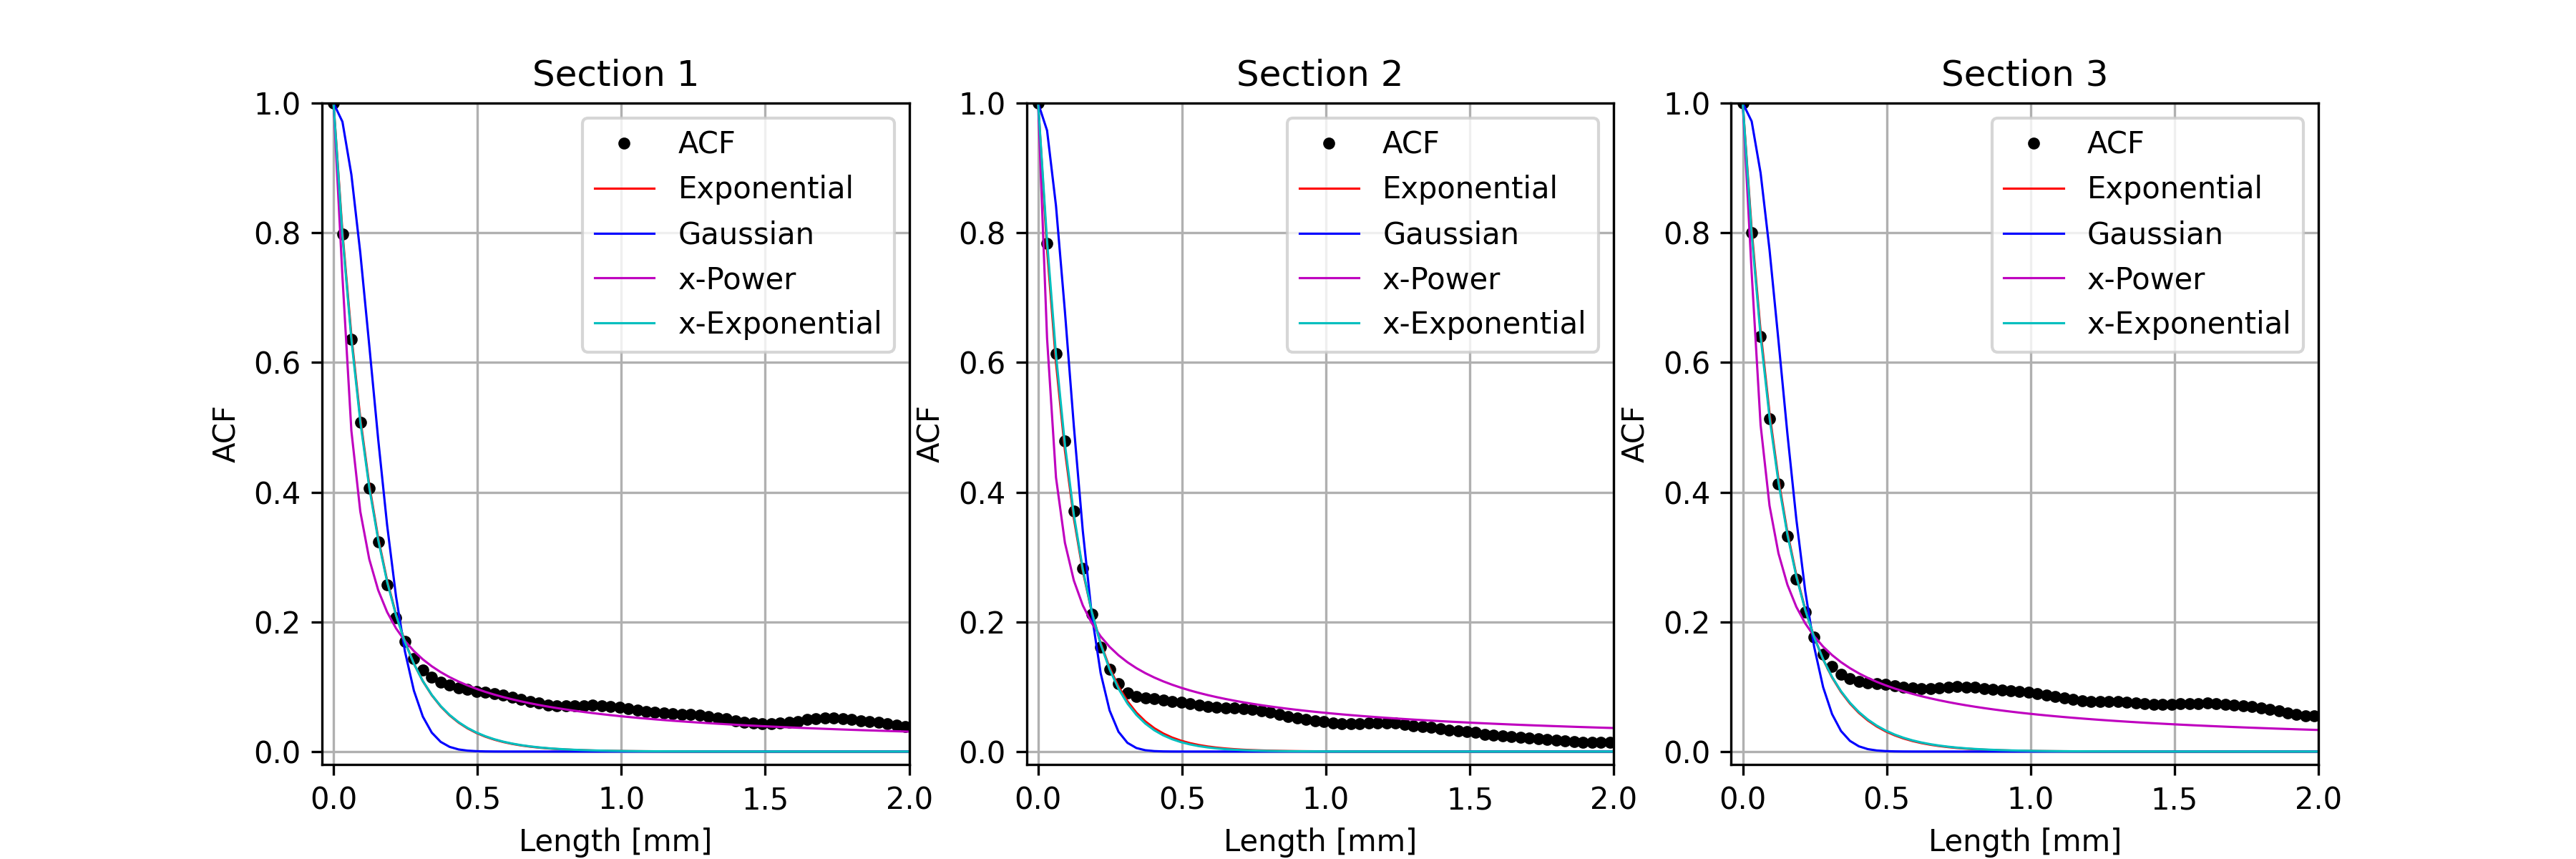 Section 1
1.0
0.8
0.6
0.4
0.2
0.0
ACF
ACF
Exponential
Gaussian
x-Power
x-Exponential
0.0 0.5 1.0 1.5 2.0
Length [mm]
Section 2
1.0
0.8
0.6
0.4
0.2
0.0
ACF
ACF
Exponential
Gaussian
x-Power
x-Exponential
0.0 0.5 1.0 1.5 2.0
Length [mm]
Section 3
1.0
0.8
0.6
0.4
0.2
0.0
ACF
ACF
Exponential
Gaussian
x-Power
x-Exponential
0.0 0.5 1.0 1.5 2.0
Length [mm]